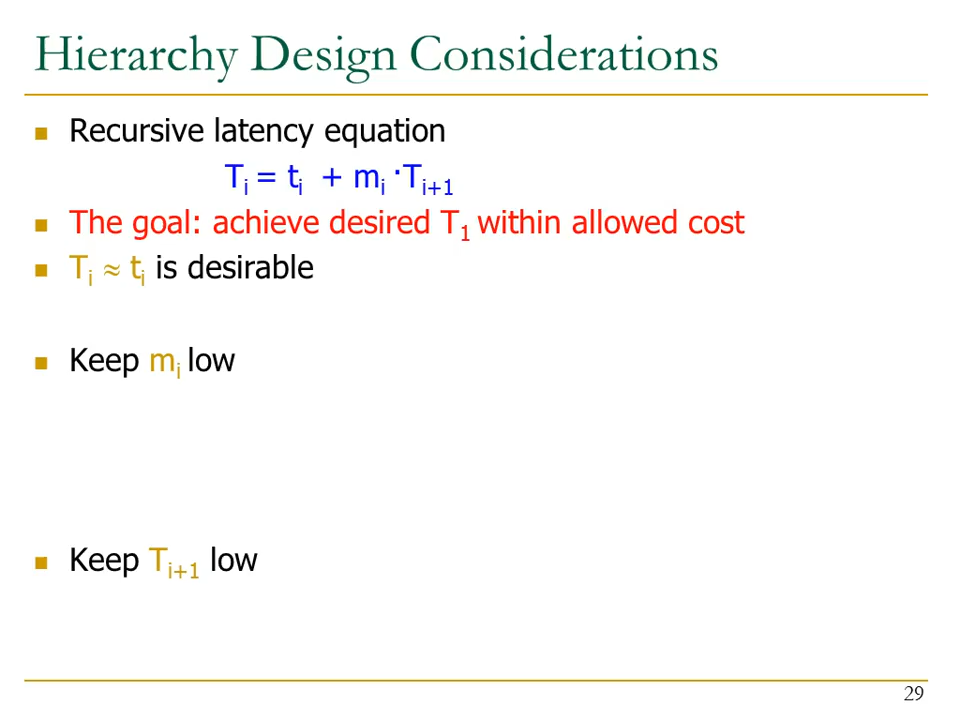 Hierarchy Design Considerations
Recursive latency equation
Tᵢ = tᵢ + mᵢ ·Tᵢ₊₁
The goal: achieve desired T₁ within allowed cost
Tᵢ ≈ tᵢ is desirable
Keep mᵢ low
Keep Tᵢ₊₁ low
29